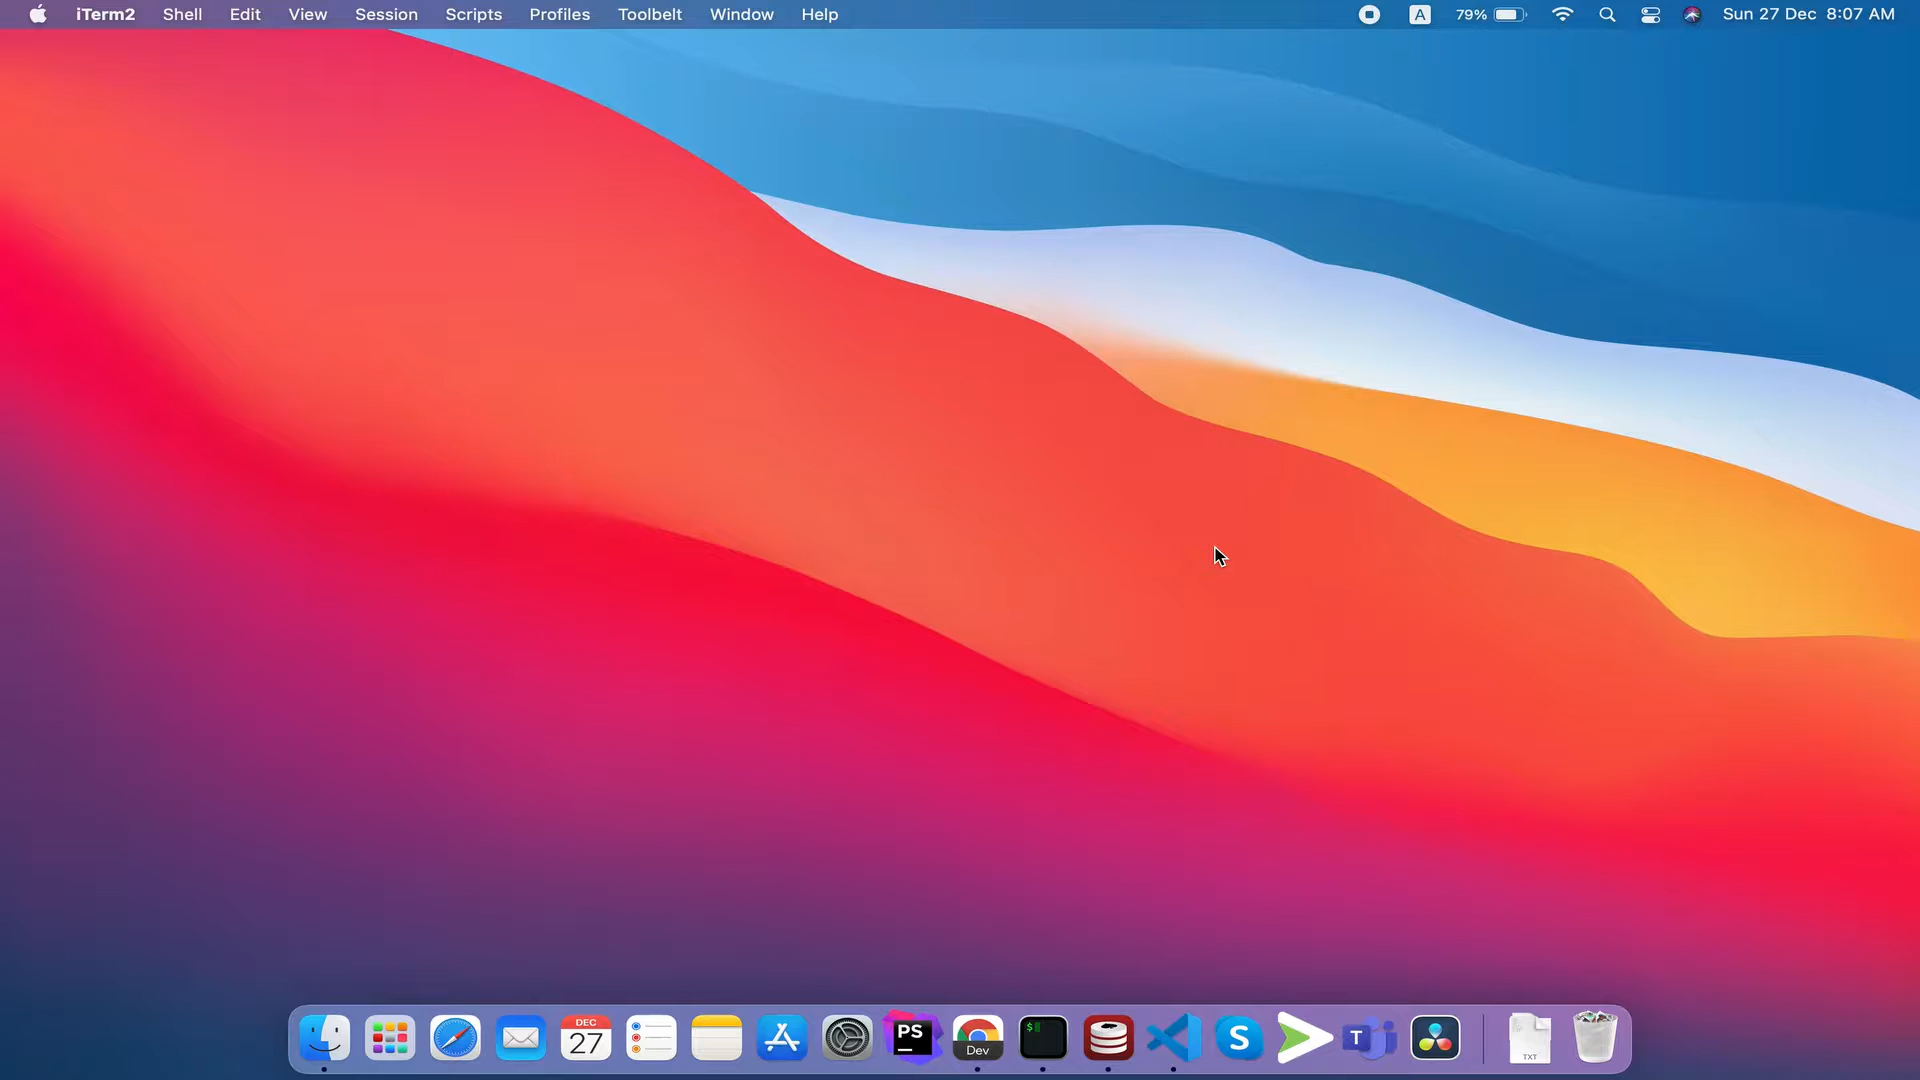 iTerm2 Shell Edit View Session Scripts Profiles Toolbelt Window Help A 79% Sun 27 Dec 8:07 AM
DEC
27
PS
Dev
$
S
T
TXT